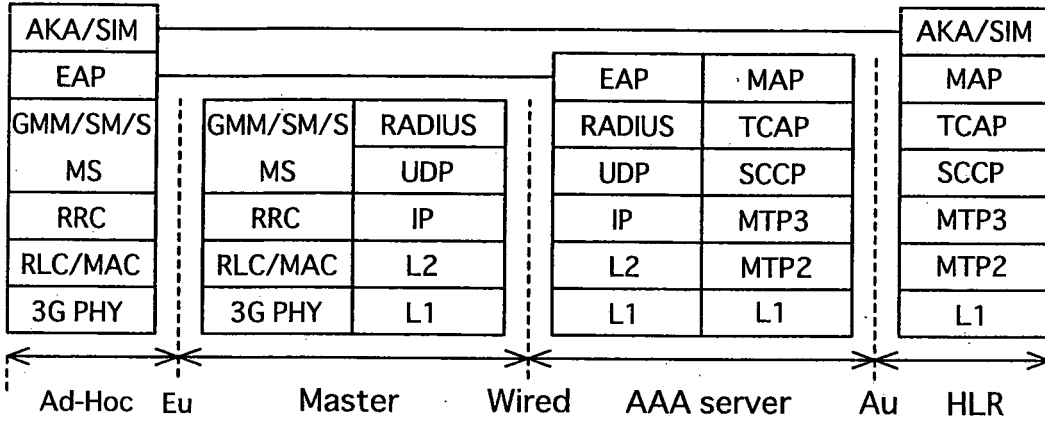 AKA/SIM AKA/SIM
EAP EAP MAP MAP
GMM/SM/S GMM/SM/S RADIUS RADIUS TCAP TCAP
MS MS UDP UDP SCCP SCCP
RRC RRC IP IP MTP3 MTP3
RLC/MAC RLC/MAC L2 L2 MTP2 MTP2
3G PHY 3G PHY L1 L1 L1 L1
Ad-Hoc Eu Master Wired AAA server Au HLR